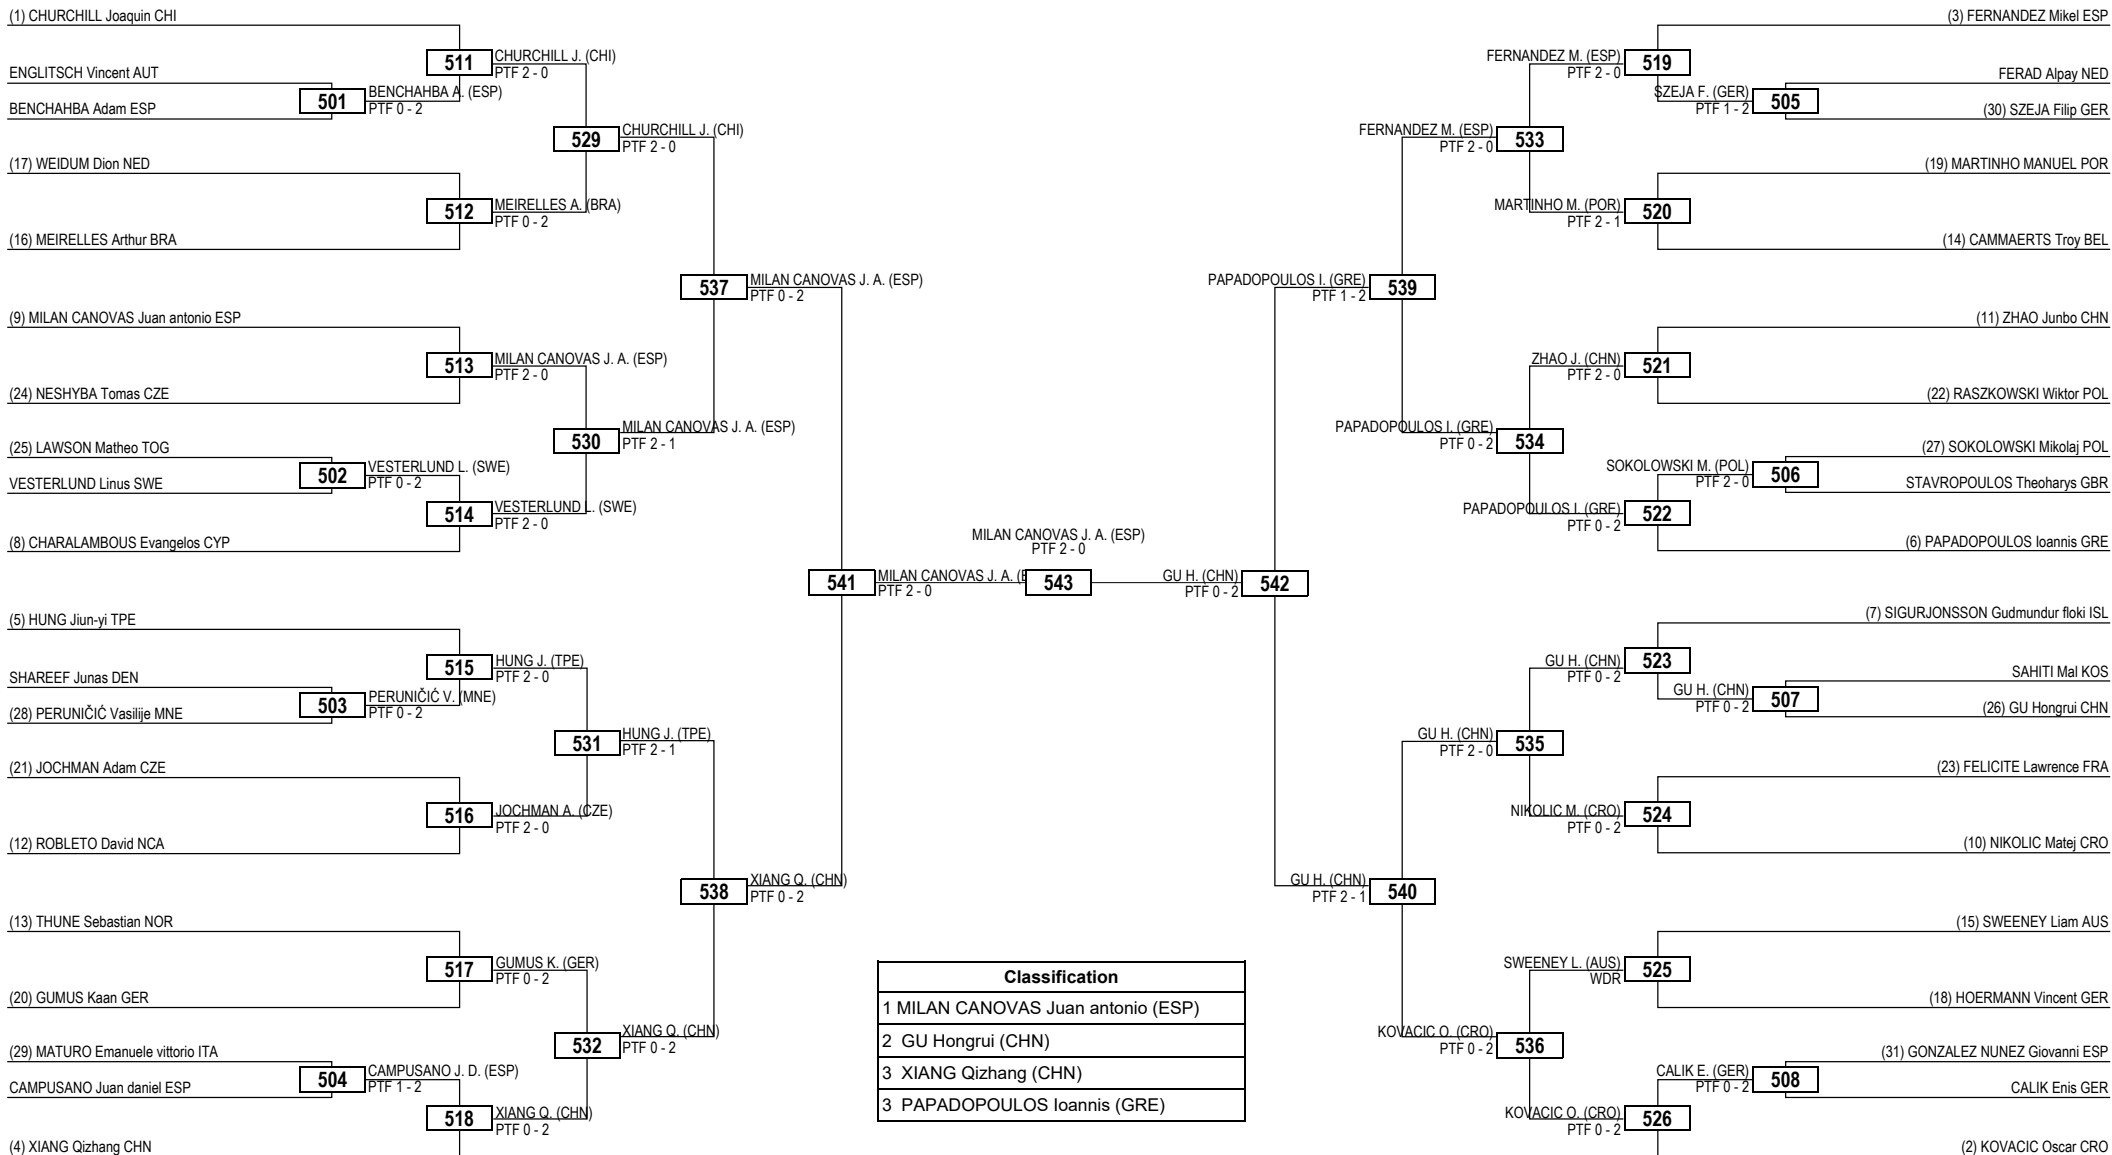 (1) CHURCHILL Joaquin CHI
511
CHURCHILL J. (CHI)
PTF 2 - 0
ENGLITSCH Vincent AUT
501
BENCHAHBA A. (ESP)
PTF 0 - 2
BENCHAHBA Adam ESP
529
CHURCHILL J. (CHI)
PTF 2 - 0
(17) WEIDUM Dion NED
512
MEIRELLES A. (BRA)
PTF 0 - 2
(16) MEIRELLES Arthur BRA
537
MILAN CANOVAS J. A. (ESP)
PTF 0 - 2
(9) MILAN CANOVAS Juan antonio ESP
513
MILAN CANOVAS J. A. (ESP)
PTF 2 - 0
(24) NESHYBA Tomas CZE
530
MILAN CANOVAS J. A. (ESP)
PTF 2 - 1
(25) LAWSON Matheo TOG
502
VESTERLUND L. (SWE)
PTF 0 - 2
VESTERLUND Linus SWE
514
VESTERLUND L. (SWE)
PTF 2 - 0
(8) CHARALAMBOUS Evangelos CYP
541
MILAN CANOVAS J. A. (E
PTF 2 - 0
(5) HUNG Jiun-yi TPE
515
HUNG J. (TPE)
PTF 2 - 0
SHAREEF Junas DEN
503
PERUNIČIĆ V. (MNE)
PTF 0 - 2
(28) PERUNIČIĆ Vasilije MNE
531
HUNG J. (TPE)
PTF 2 - 1
(21) JOCHMAN Adam CZE
516
JOCHMAN A. (CZE)
PTF 2 - 0
(12) ROBLETO David NCA
538
XIANG Q. (CHN)
PTF 0 - 2
(13) THUNE Sebastian NOR
517
GUMUS K. (GER)
PTF 0 - 2
(20) GUMUS Kaan GER
532
XIANG Q. (CHN)
PTF 0 - 2
(29) MATURO Emanuele vittorio ITA
504
CAMPUSANO J. D. (ESP)
PTF 1 - 2
CAMPUSANO Juan daniel ESP
518
XIANG Q. (CHN)
PTF 0 - 2
(4) XIANG Qizhang CHN
MILAN CANOVAS J. A. (ESP)
PTF 2 - 0
543
(3) FERNANDEZ Mikel ESP
FERNANDEZ M. (ESP)
PTF 2 - 0
519
FERAD Alpay NED
SZEJA F. (GER)
PTF 1 - 2
505
(30) SZEJA Filip GER
FERNANDEZ M. (ESP)
PTF 2 - 0
533
(19) MARTINHO MANUEL POR
MARTINHO M. (POR)
PTF 2 - 1
520
(14) CAMMAERTS Troy BEL
PAPADOPOULOS I. (GRE)
PTF 1 - 2
539
(11) ZHAO Junbo CHN
ZHAO J. (CHN)
PTF 2 - 0
521
(22) RASZKOWSKI Wiktor POL
PAPADOPOULOS I. (GRE)
PTF 0 - 2
534
(27) SOKOLOWSKI Mikolaj POL
SOKOLOWSKI M. (POL)
PTF 2 - 0
506
STAVROPOULOS Theoharys GBR
PAPADOPOULOS I. (GRE)
PTF 0 - 2
522
(6) PAPADOPOULOS Ioannis GRE
GU H. (CHN)
PTF 0 - 2
542
(7) SIGURJONSSON Gudmundur floki ISL
GU H. (CHN)
PTF 0 - 2
523
SAHITI Mal KOS
GU H. (CHN)
PTF 0 - 2
507
(26) GU Hongrui CHN
GU H. (CHN)
PTF 2 - 0
535
(23) FELICITE Lawrence FRA
NIKOLIC M. (CRO)
PTF 0 - 2
524
(10) NIKOLIC Matej CRO
GU H. (CHN)
PTF 2 - 1
540
(15) SWEENEY Liam AUS
SWEENEY L. (AUS)
WDR
525
(18) HOERMANN Vincent GER
KOVACIC O. (CRO)
PTF 0 - 2
536
(31) GONZALEZ NUNEZ Giovanni ESP
CALIK E. (GER)
PTF 0 - 2
508
CALIK Enis GER
KOVACIC O. (CRO)
PTF 0 - 2
526
(2) KOVACIC Oscar CRO
Classification
1 MILAN CANOVAS Juan antonio (ESP)
2 GU Hongrui (CHN)
3 XIANG Qizhang (CHN)
3 PAPADOPOULOS Ioannis (GRE)